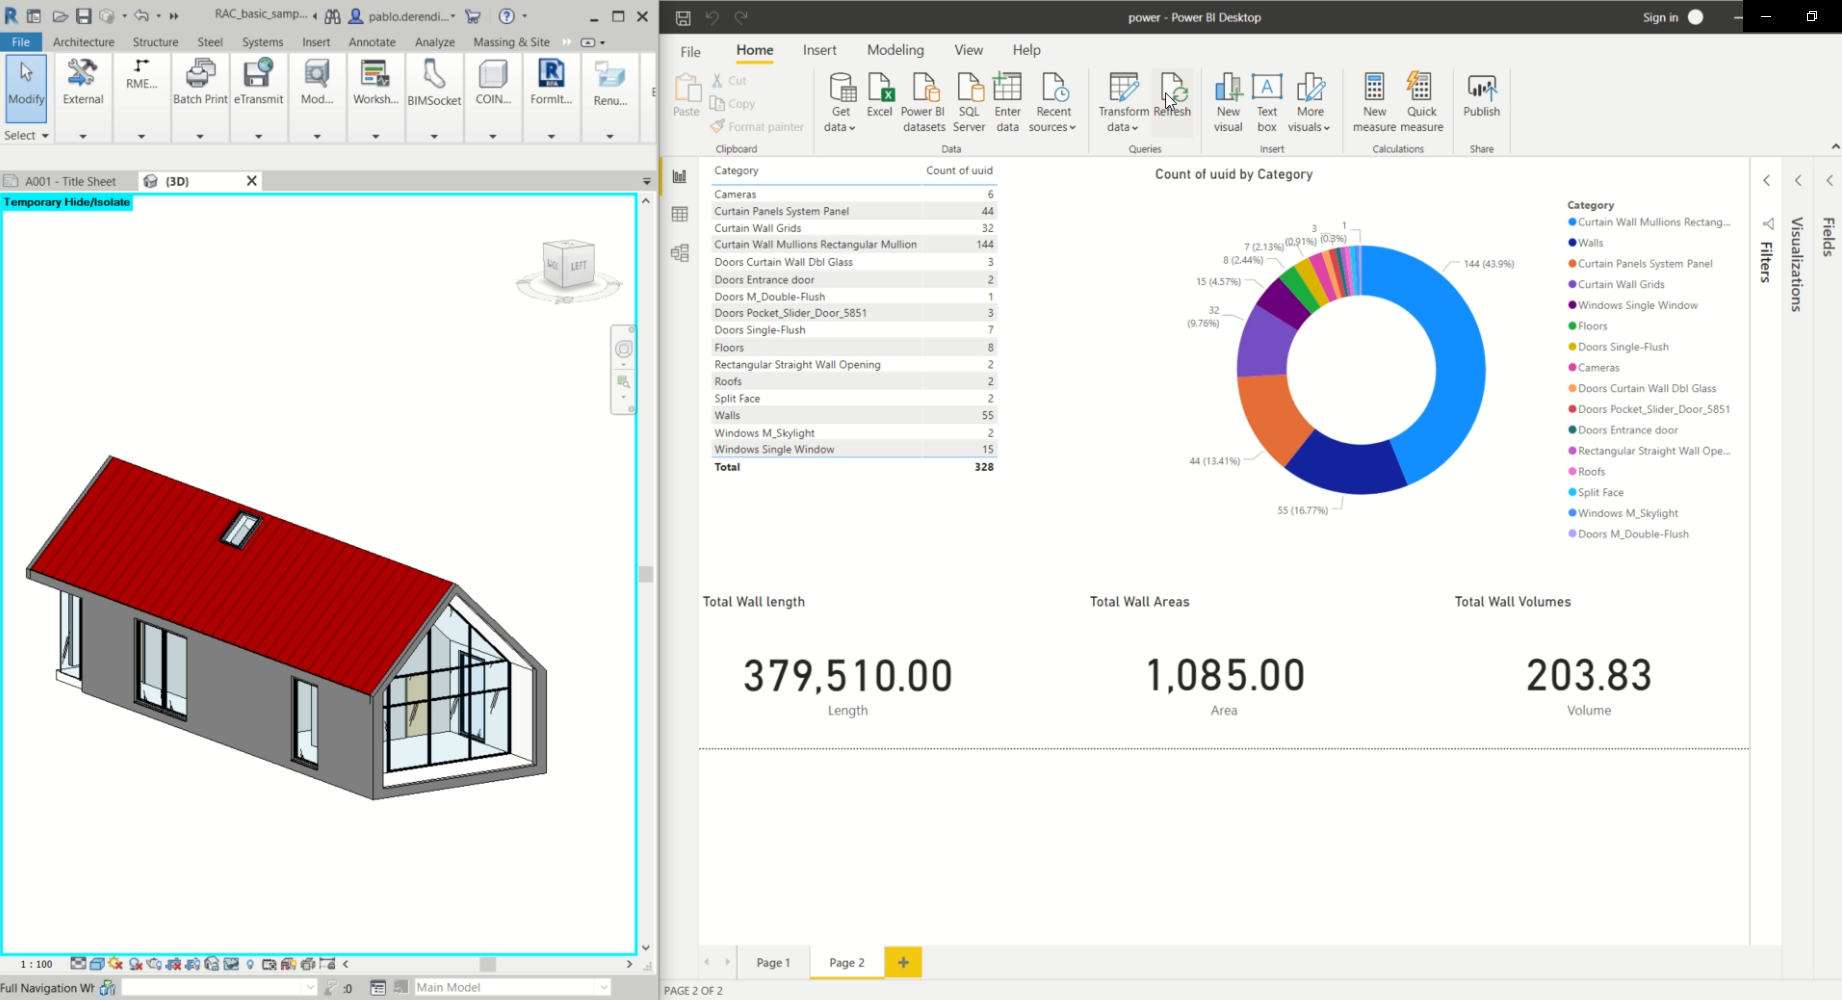 RAC_basic_samp...
pablo.derendi...
File Architecture Structure Steel Systems Insert Annotate Analyze Massing & Site
Modify External RME... Batch Print eTransmit Mod... Worksh... BIMSocket COIN... FormIt... Renu...
Select
A001 - Title Sheet {3D}
Temporary Hide/Isolate
BACK LEFT
1 : 100
Full Navigation Wh :0 Main Model
power - Power BI Desktop
Sign in
File Home Insert Modeling View Help
Paste
Cut
Copy
Format painter
Clipboard
Get data
Excel
Power BI datasets
SQL Server
Enter data
Recent sources
Data
Transform data
Refresh
Queries
New visual
Text box
More visuals
Insert
New measure
Quick measure
Calculations
Publish
Share
Category Count of uuid
Cameras 6
Curtain Panels System Panel 44
Curtain Wall Grids 32
Curtain Wall Mullions Rectangular Mullion 144
Doors Curtain Wall Dbl Glass 3
Doors Entrance door 2
Doors M_Double-Flush 1
Doors Pocket_Slider_Door_5851 3
Doors Single-Flush 7
Floors 8
Rectangular Straight Wall Opening 2
Roofs 2
Split Face 2
Walls 55
Windows M_Skylight 2
Windows Single Window 15
Total 328
Count of uuid by Category
144 (43.9%)
55 (16.77%)
44 (13.41%)
32 (9.76%)
15 (4.57%)
8 (2.44%)
7 (2.13%)
3 (0.91%)
1 (0.3%)
Category
Curtain Wall Mullions Rectang...
Walls
Curtain Panels System Panel
Curtain Wall Grids
Windows Single Window
Floors
Doors Single-Flush
Cameras
Doors Curtain Wall Dbl Glass
Doors Pocket_Slider_Door_5851
Doors Entrance door
Rectangular Straight Wall Ope...
Roofs
Split Face
Windows M_Skylight
Doors M_Double-Flush
Filters
Visualizations
Fields
Total Wall length
379,510.00
Length
Total Wall Areas
1,085.00
Area
Total Wall Volumes
203.83
Volume
Page 1 Page 2
PAGE 2 OF 2